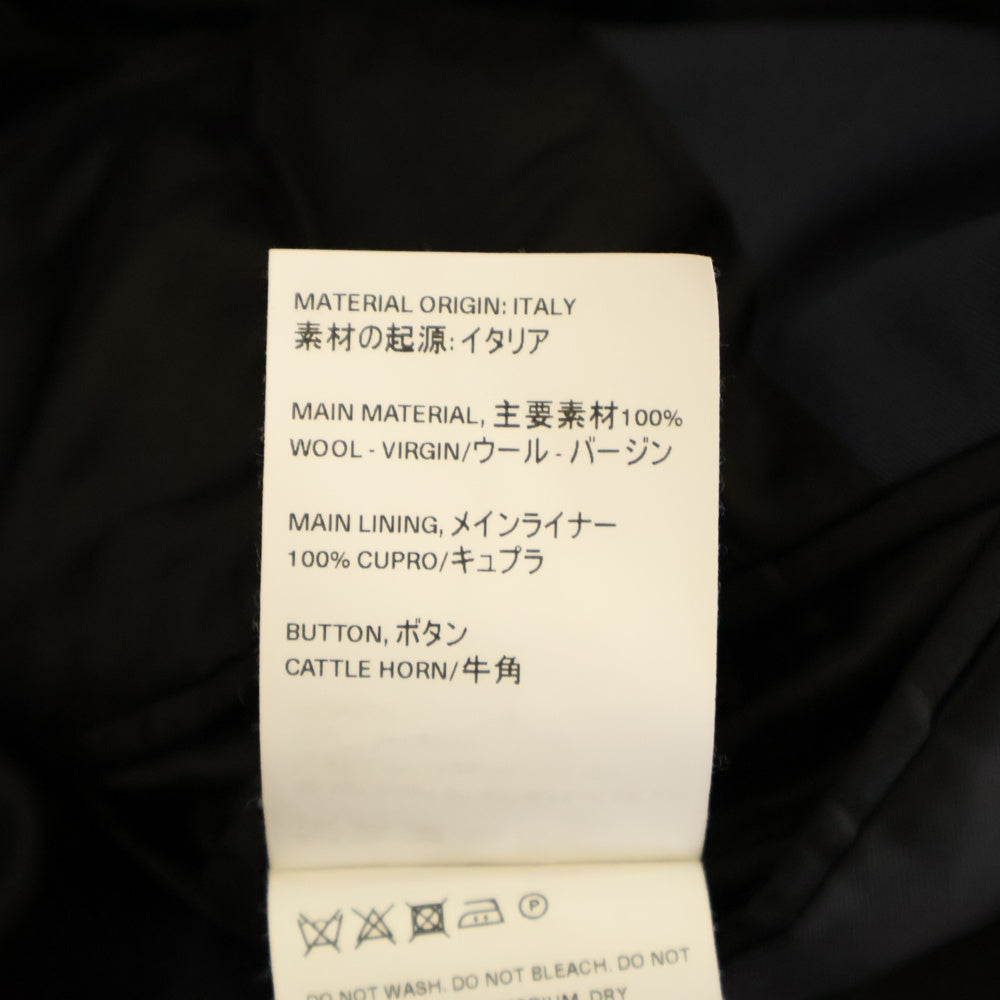 MATERIAL ORIGIN: ITALY
素材の起源: イタリア
MAIN MATERIAL, 主要素材100%
WOOL - VIRGIN/ウール - バージン
MAIN LINING, メインライナー
100% CUPRO/キュプラ
BUTTON, ボタン
CATTLE HORN/牛角
P
DO NOT WASH. DO NOT BLEACH. DO NOT
DRY